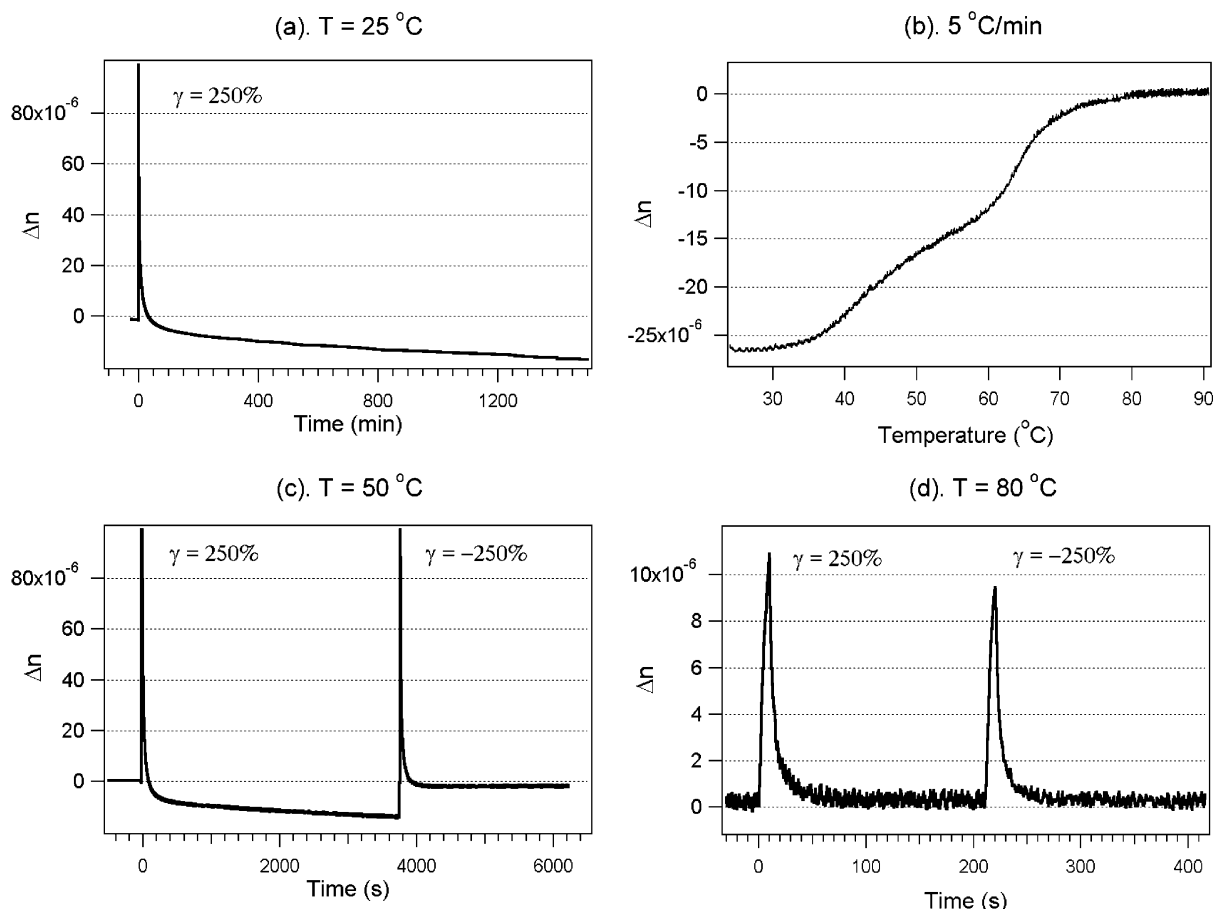 (a). T = 25 °C
γ = 250%
80x10⁻⁶
60
40
20
0
Δn
0 400 800 1200
Time (min)
(b). 5 °C/min
0
-5
-10
-15
-20
-25x10⁻⁶
Δn
30 40 50 60 70 80 90
Temperature (°C)
(c). T = 50 °C
γ = 250% γ = −250%
80x10⁻⁶
60
40
20
0
Δn
0 2000 4000 6000
Time (s)
(d). T = 80 °C
γ = 250% γ = −250%
10x10⁻⁶
8
6
4
2
0
Δn
0 100 200 300 400
Time (s)